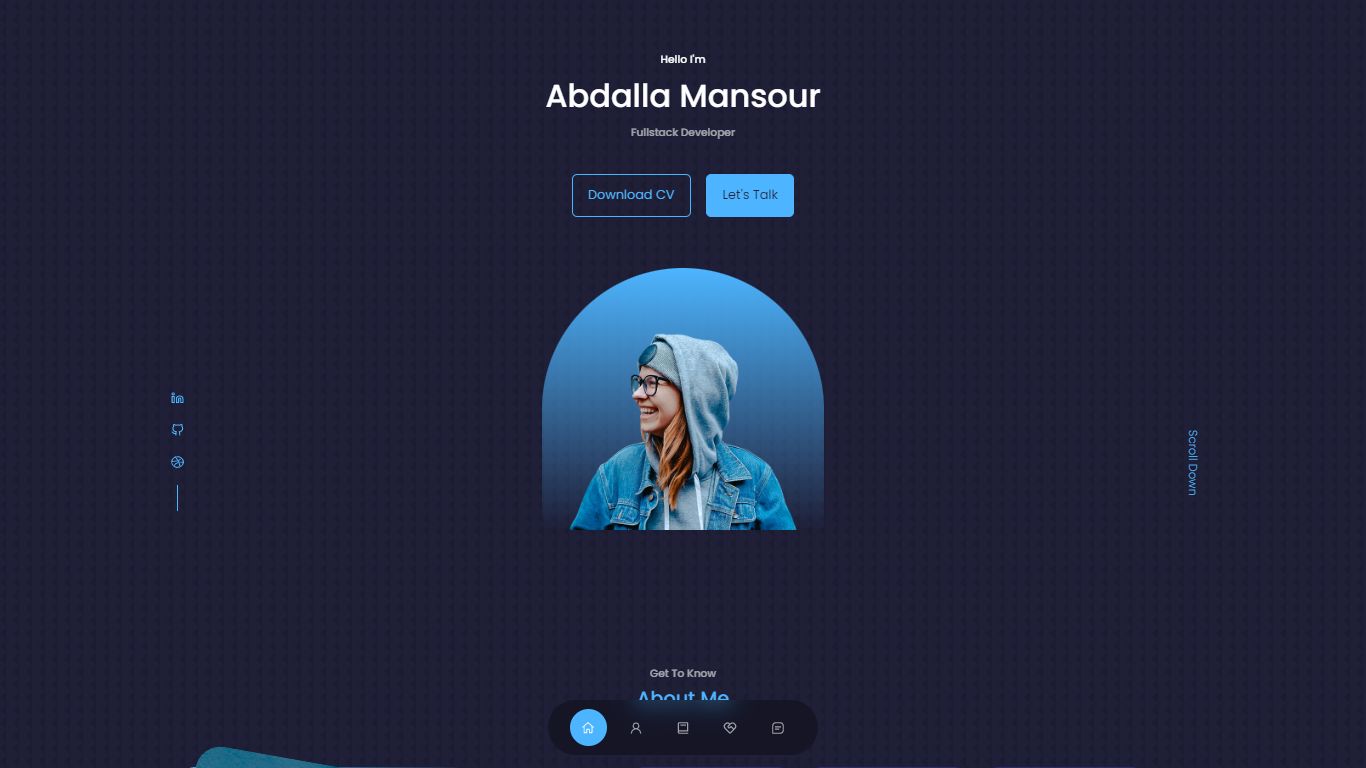 Hello I'm
Abdalla Mansour
Fullstack Developer
Download CV
Let's Talk
Scroll Down
Get To Know
About Me